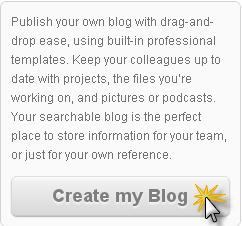 Publish your own blog with drag-and-
drop ease, using built-in professional
templates. Keep your colleagues up to
date with projects, the files you're
working on, and pictures or podcasts.
Your searchable blog is the perfect
place to store information for your team,
or just for your own reference.
Create my Blog